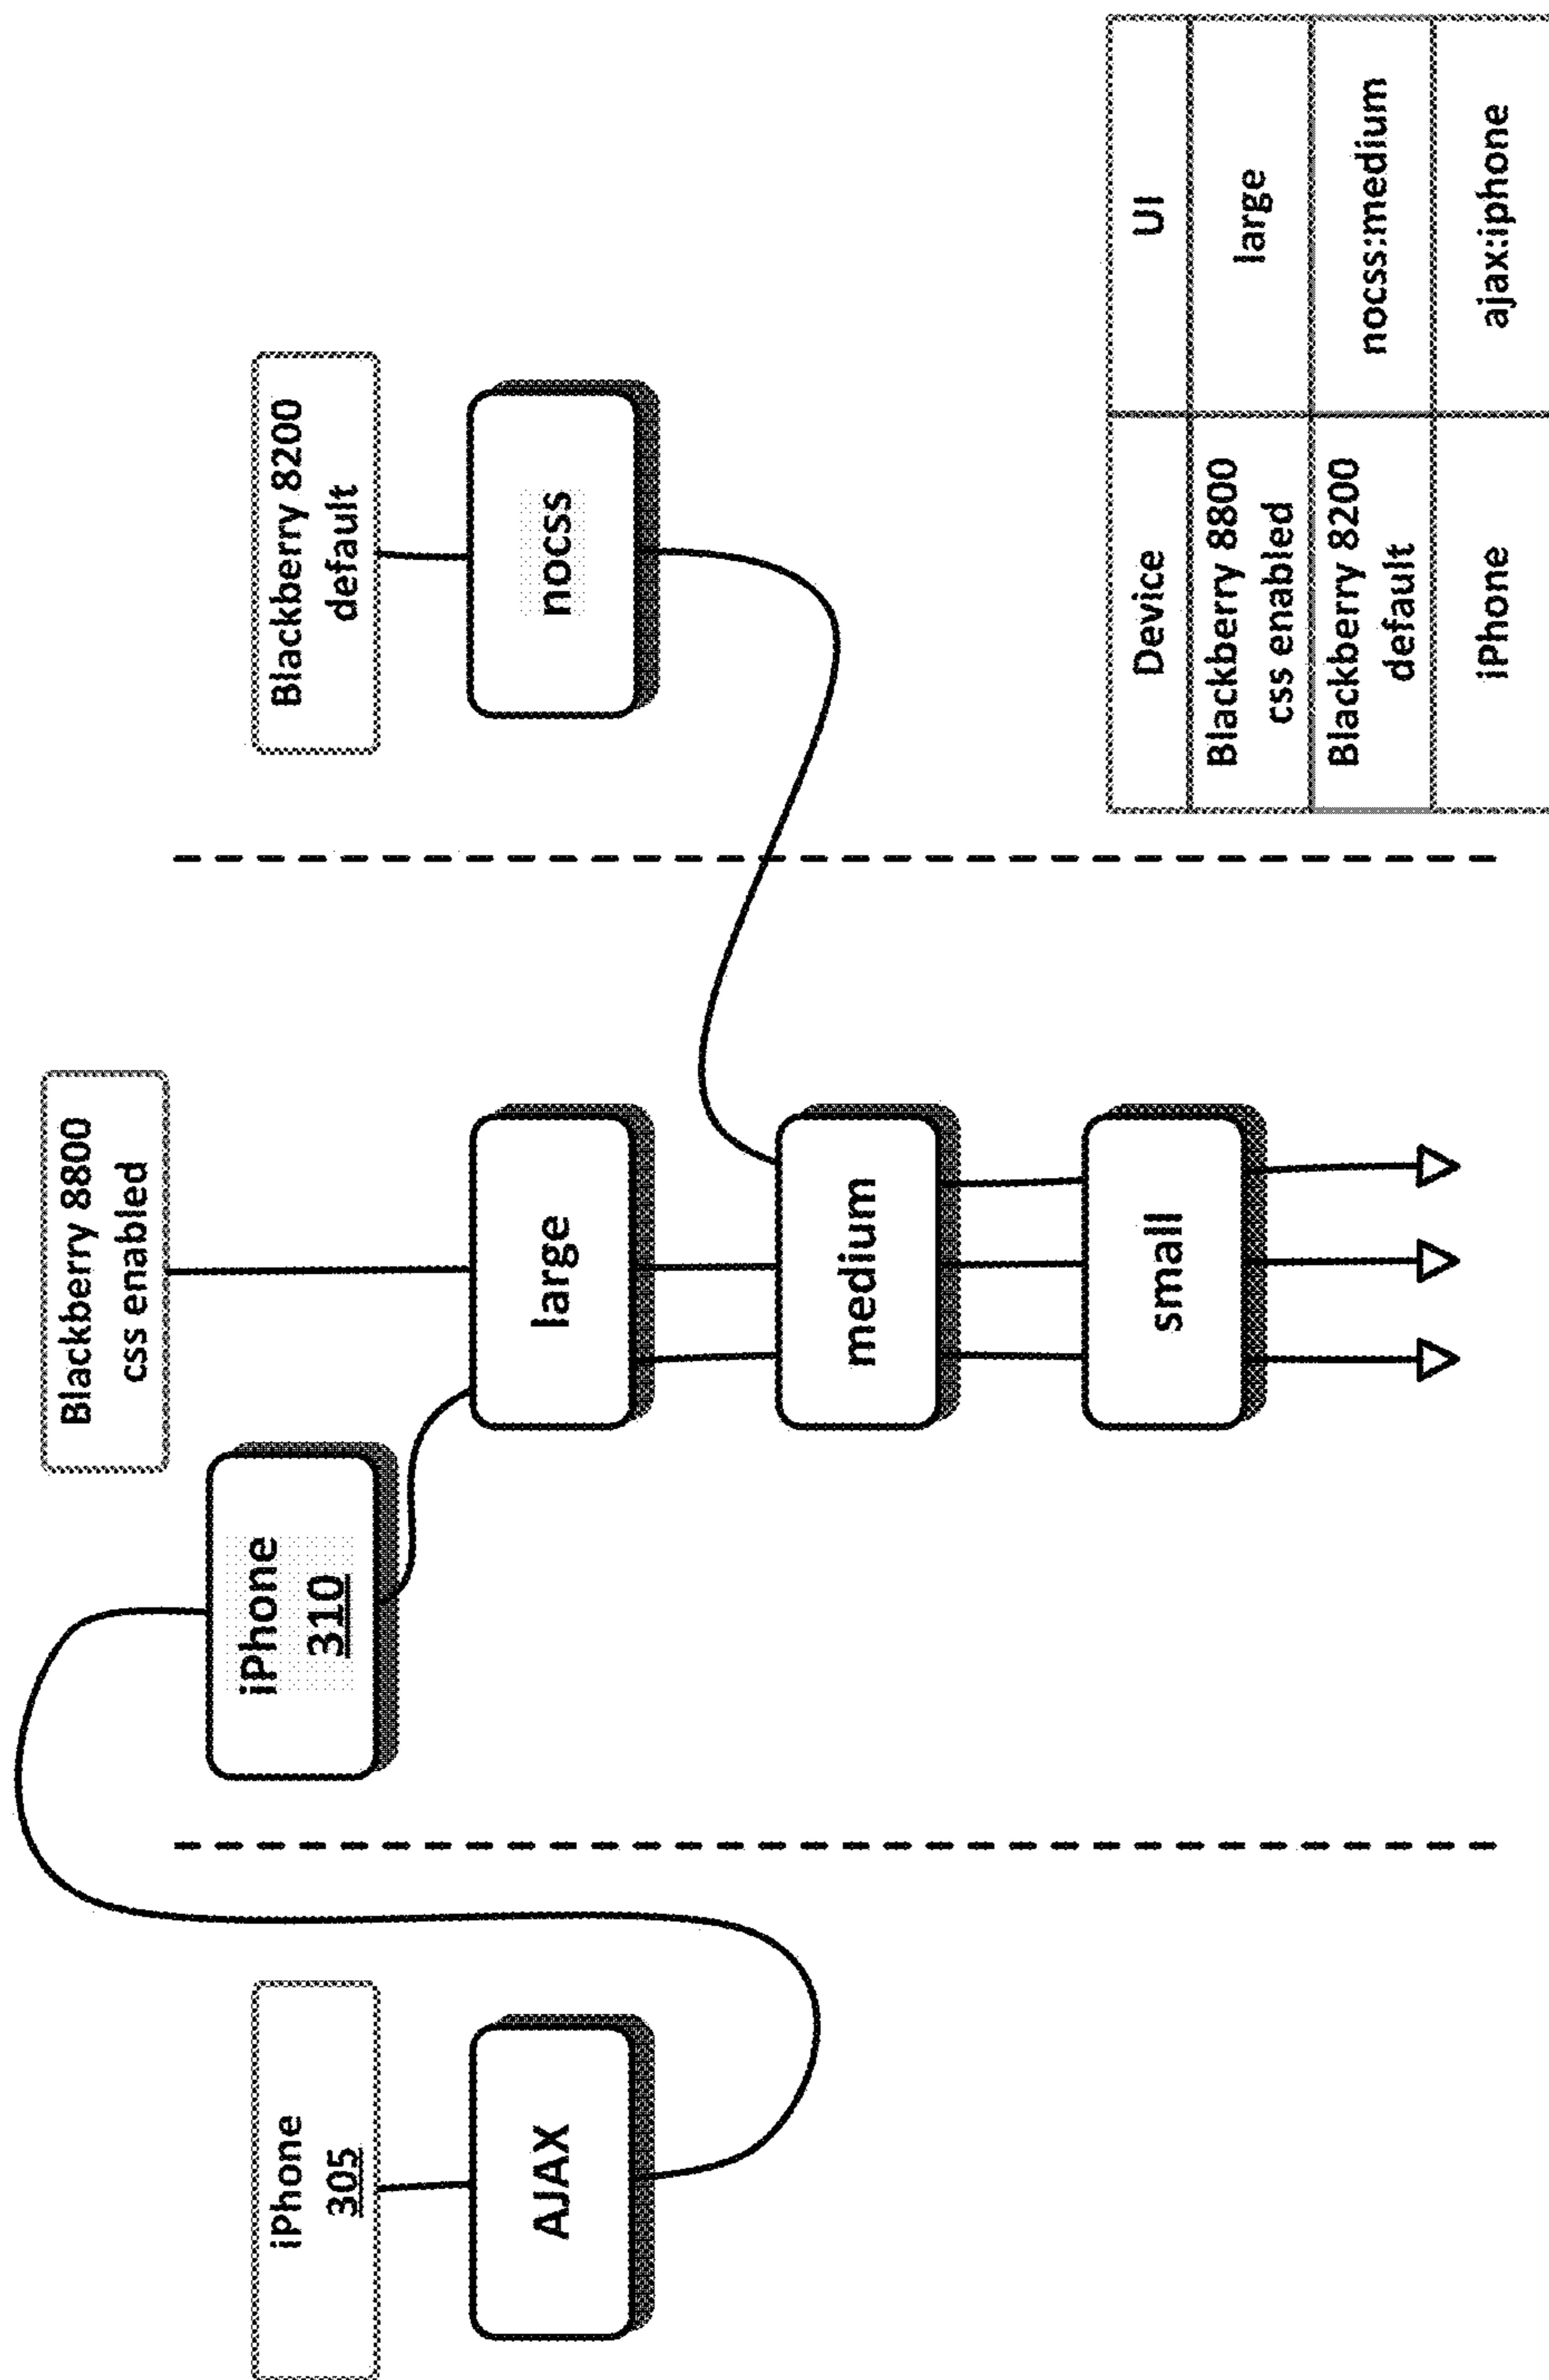 iPhone
305
AJAX
iPhone
310
Blackberry 8800
css enabled
large
medium
small
Blackberry 8200
default
nocss
Device
UI
Blackberry 8800
css enabled
large
Blackberry 8200
default
nocss:medium
iPhone
ajax:iphone